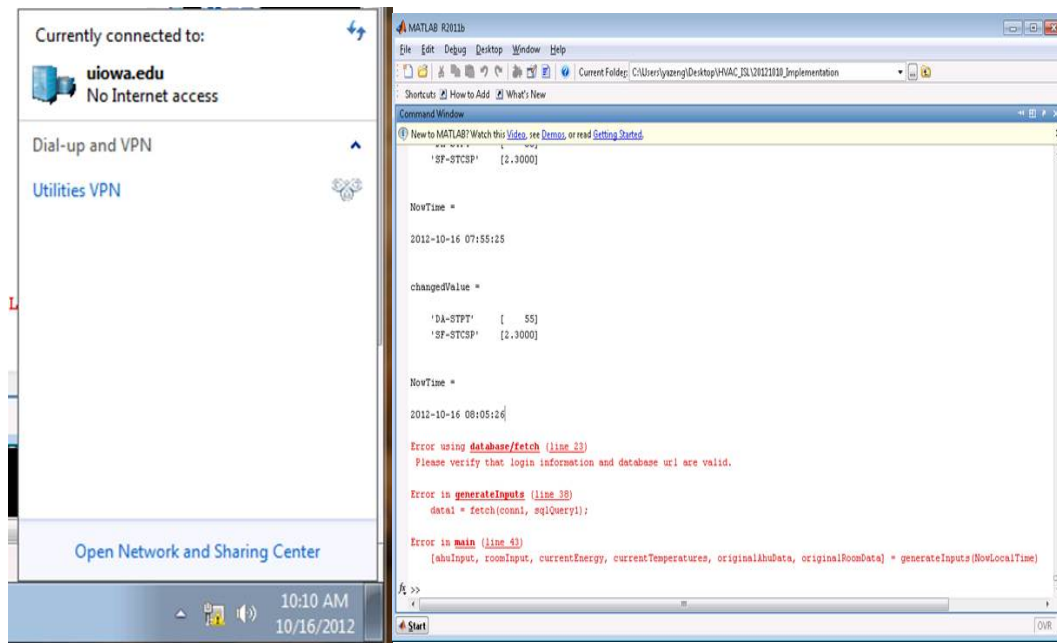 Currently connected to:
uiowa.edu
No Internet access
Dial-up and VPN
Utilities VPN
Open Network and Sharing Center
10:10 AM
10/16/2012
MATLAB R2011b
File Edit Debug Desktop Window Help
Current Folder: C:\Users\yazeng\Desktop\HVAC_ISL\20121010_Implementation
Shortcuts How to Add What's New
Command Window
New to MATLAB? Watch this Video, see Demos, or read Getting Started.
'SF-STCSP' [2.3000]
NowTime =
2012-10-16 07:55:25
changedValue =
'DA-STPT' [ 55]
'SF-STCSP' [2.3000]
NowTime =
2012-10-16 08:05:26
Error using database/fetch (line 23)
Please verify that login information and database url are valid.
Error in generateInputs (line 38)
data1 = fetch(conn1, sqlQuery1);
Error in main (line 43)
[ahuInput, roomInput, currentEnergy, currentTemperatures, originalAhuData, originalRoomData] = generateInputs(NowLocalTime)
fx >>
Start
OVR